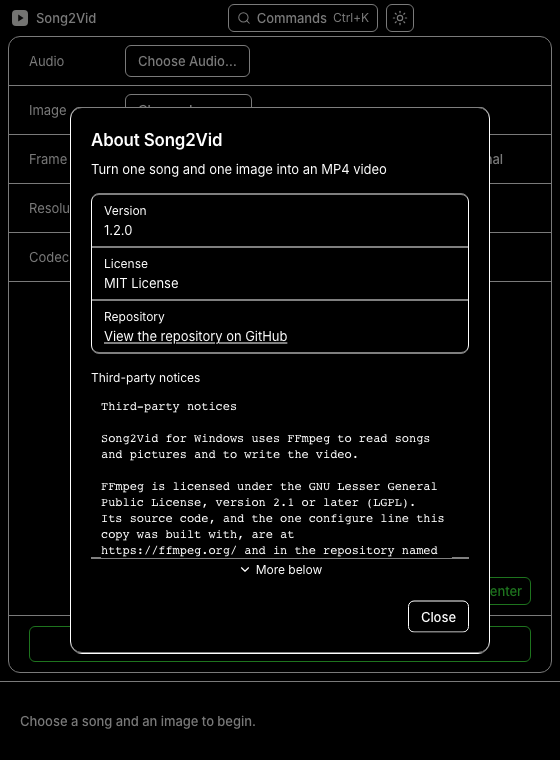 Song2Vid
Commands Ctrl+K
Audio
Choose Audio...
Image
Frame
Resolu
Codec
About Song2Vid
Turn one song and one image into an MP4 video
Version
1.2.0
License
MIT License
Repository
View the repository on GitHub
Third-party notices
Third-party notices
Song2Vid for Windows uses FFmpeg to read songs
and pictures and to write the video.
FFmpeg is licensed under the GNU Lesser General
Public License, version 2.1 or later (LGPL).
Its source code, and the one configure line this
copy was built with, are at
https://ffmpeg.org/ and in the repository named
More below
Close
enter
Choose a song and an image to begin.